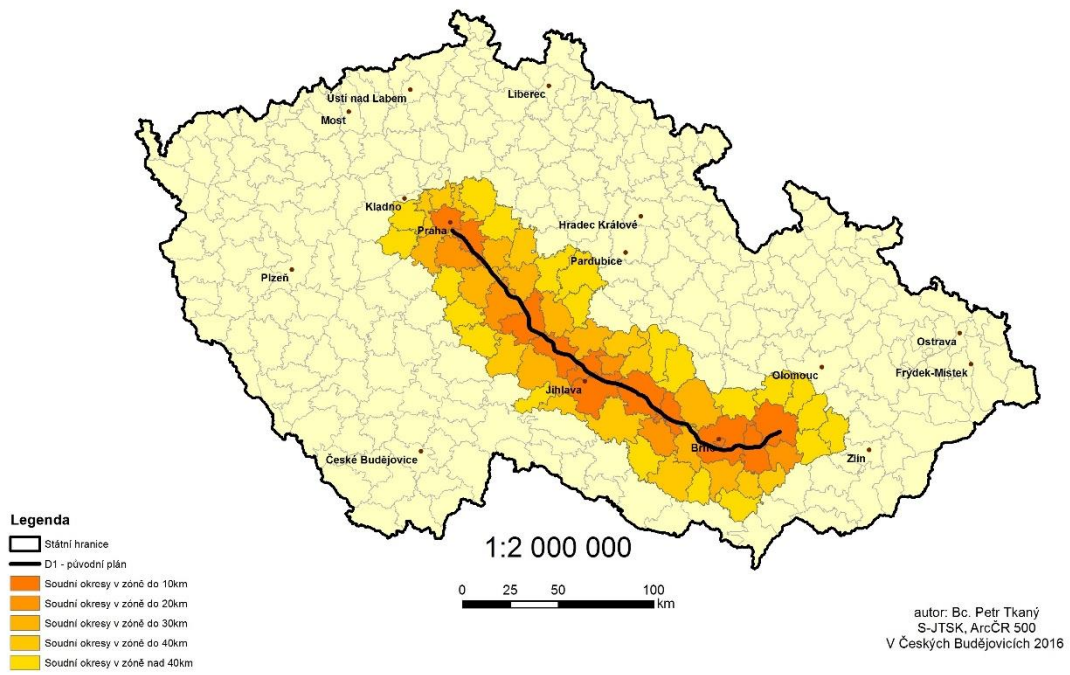 Ústí nad Labem
Liberec
Most
Kladno
Praha
Hradec Králové
Pardubice
Plzeň
Ostrava
Frýdek-Místek
Olomouc
Jihlava
Brno
Zlín
České Budějovice
Legenda
Státní hranice
D1 - původní plán
Soudní okresy v zóně do 10km
Soudní okresy v zóně do 20km
Soudní okresy v zóně do 30km
Soudní okresy v zóně do 40km
Soudní okresy v zóně nad 40km
1:2 000 000
0 25 50 100
km
autor: Bc. Petr Tkaný
S-JTSK, ArcČR 500
V Českých Budějovicích 2016